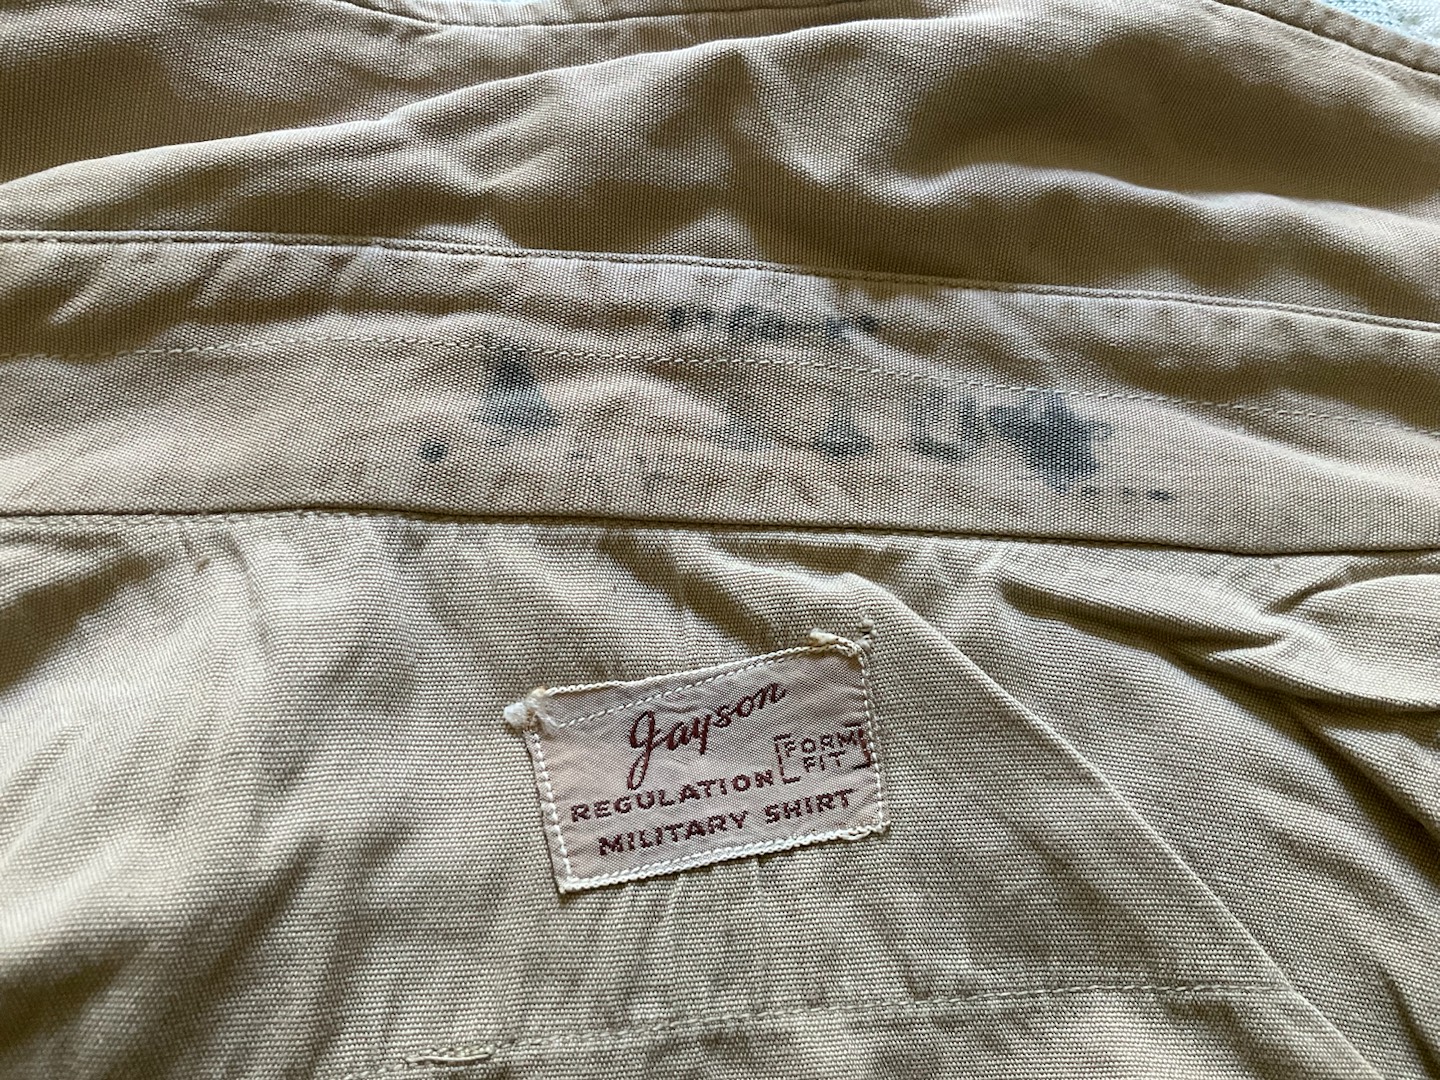 Jayson
FORM
FIT
REGULATION
MILITARY SHIRT